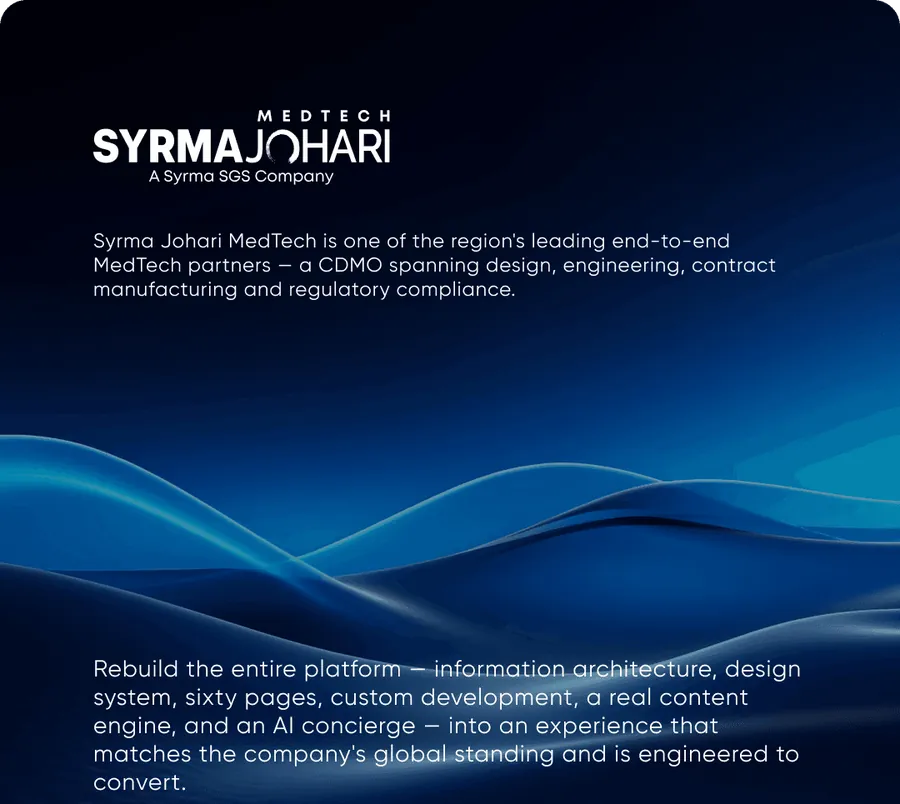 MEDTECH
SYRMAJOHARI
A Syrma SGS Company
Syrma Johari MedTech is one of the region's leading end-to-end
MedTech partners — a CDMO spanning design, engineering, contract
manufacturing and regulatory compliance.
Rebuild the entire platform — information architecture, design
system, sixty pages, custom development, a real content
engine, and an AI concierge — into an experience that
matches the company's global standing and is engineered to
convert.